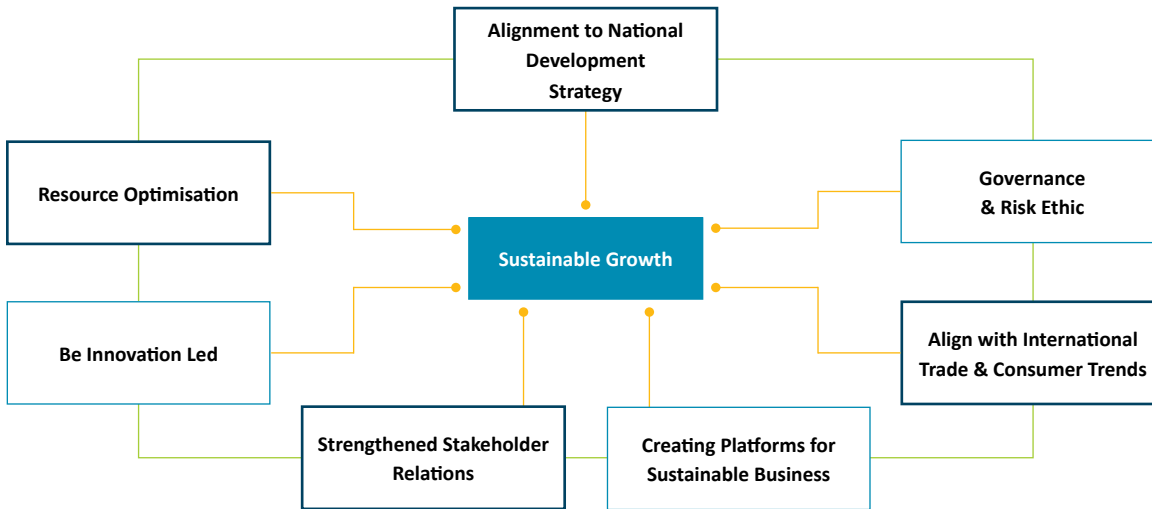 Alignment to National
Development
Strategy
Resource Optimisation
Governance
& Risk Ethic
Sustainable Growth
Be Innovation Led
Align with International
Trade & Consumer Trends
Strengthened Stakeholder
Relations
Creating Platforms for
Sustainable Business